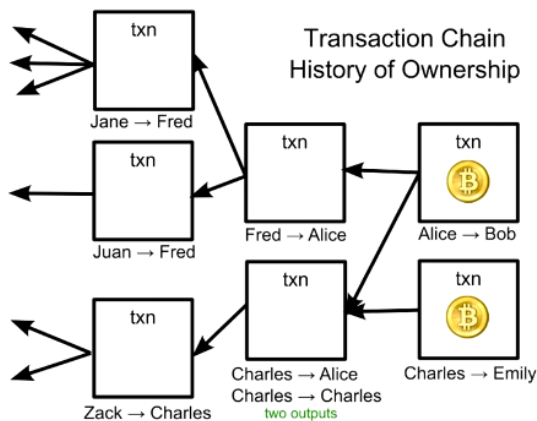 Transaction Chain
History of Ownership
txn
Jane → Fred
txn
Juan → Fred
txn
Zack → Charles
txn
Fred → Alice
txn
Charles → Alice
Charles → Charles
two outputs
txn
B
Alice → Bob
txn
B
Charles → Emily